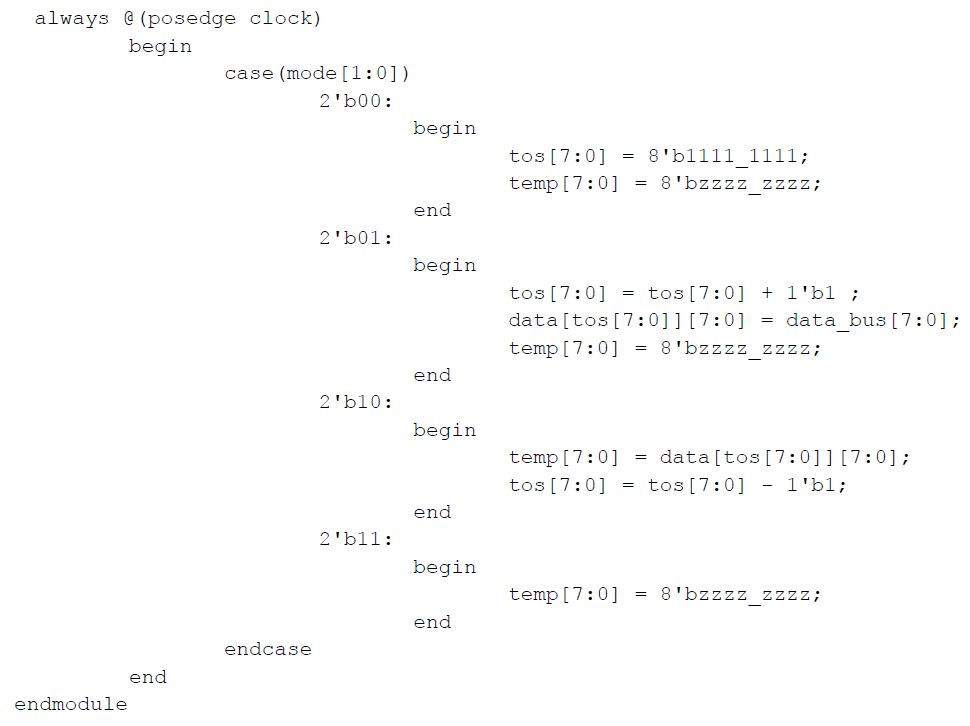 always @(posedge clock)
begin
case(mode[1:0])
2'b00:
begin
tos[7:0] = 8'b1111_1111;
temp[7:0] = 8'bzzzz_zzzz;
end
2'b01:
begin
tos[7:0] = tos[7:0] + 1'b1 ;
data[tos[7:0]][7:0] = data_bus[7:0];
temp[7:0] = 8'bzzzz_zzzz;
end
2'b10:
begin
temp[7:0] = data[tos[7:0]][7:0];
tos[7:0] = tos[7:0] - 1'b1;
end
2'b11:
begin
temp[7:0] = 8'bzzzz_zzzz;
end
endcase
end
endmodule